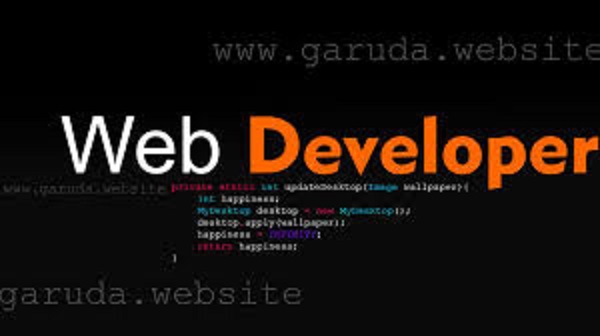 www.garuda.website
Web Developer
www.garuda.website
private static int updateDesktop(Image wallpaper){
int happiness;
MyDesktop desktop = new MyDesktop();
desktop.apply(wallpaper);
happiness = INFINITY;
return happiness;
}
garuda.website